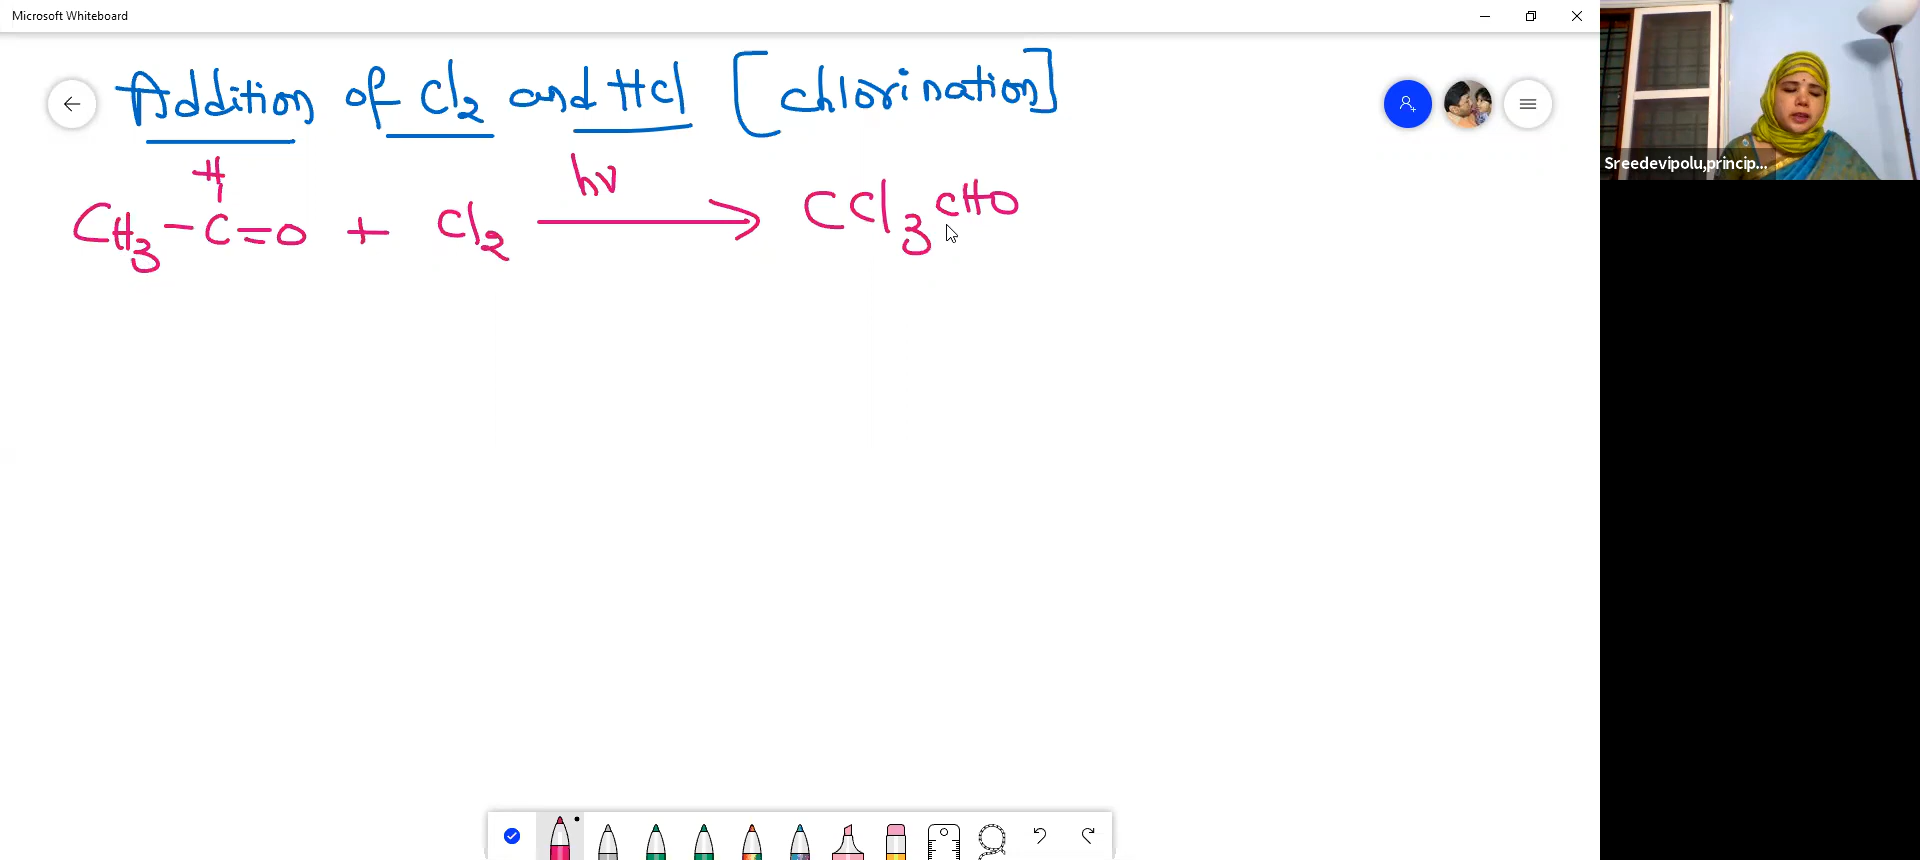 Microsoft Whiteboard
Addition of Cl2 and HCl [chlorination]
H
hν
CH3-C=O + Cl2 → CCl3CHO
Sreedevipolu,princip...